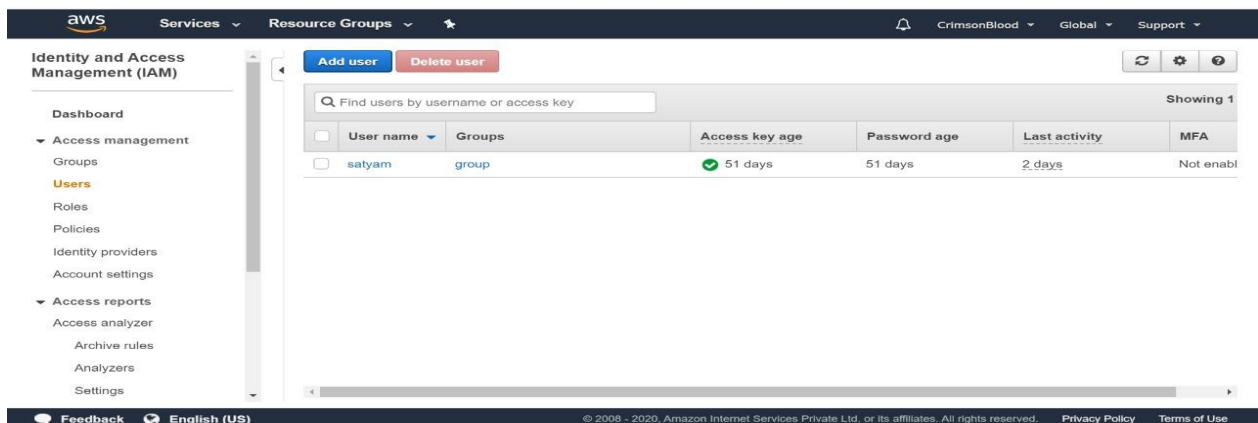 aws Services Resource Groups CrimsonBlood Global Support
Identity and Access
Management (IAM)
Dashboard
Access management
Groups
Users
Roles
Policies
Identity providers
Account settings
Access reports
Access analyzer
Archive rules
Analyzers
Settings
Add user Delete user
Find users by username or access key
Showing 1
User name Groups Access key age Password age Last activity MFA
satyam group 51 days 51 days 2 days Not enabl
Feedback English (US) © 2008 - 2020, Amazon Internet Services Private Ltd. or its affiliates. All rights reserved. Privacy Policy Terms of Use